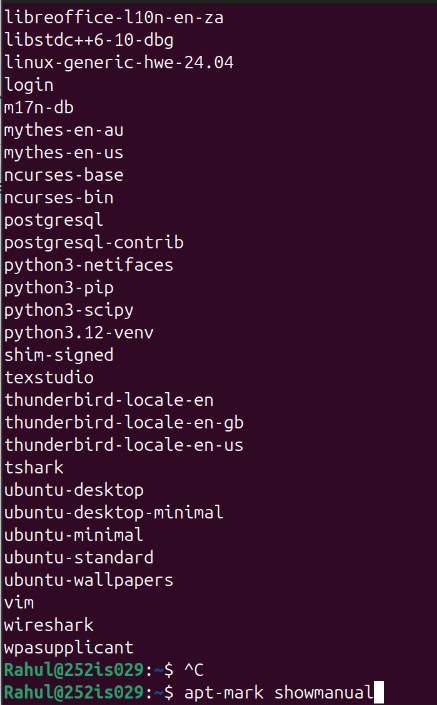 libreoffice-l10n-en-za
libstdc++6-10-dbg
linux-generic-hwe-24.04
login
m17n-db
mythes-en-au
mythes-en-us
ncurses-base
ncurses-bin
postgresql
postgresql-contrib
python3-netifaces
python3-pip
python3-scipy
python3.12-venv
shim-signed
texstudio
thunderbird-locale-en
thunderbird-locale-en-gb
thunderbird-locale-en-us
tshark
ubuntu-desktop
ubuntu-desktop-minimal
ubuntu-minimal
ubuntu-standard
ubuntu-wallpapers
vim
wireshark
wpasupplicant
Rahul@252is029:~$ ^C
Rahul@252is029:~$ apt-mark showmanual